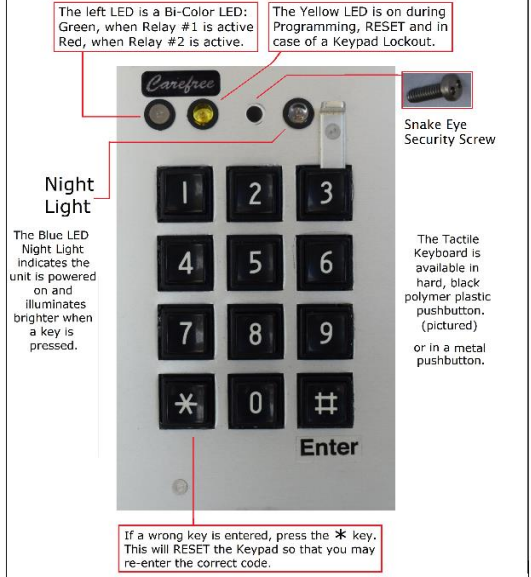 The left LED is a Bi-Color LED:
Green, when Relay #1 is active
Red, when Relay #2 is active.
The Yellow LED is on during
Programming, RESET and in
case of a Keypad Lockout.
Carefree
Snake Eye
Security Screw
Night
Light
The Blue LED
Night Light
indicates the
unit is powered
on and
illuminates
brighter when
a key is
pressed.
1 2 3
4 5 6
7 8 9
* 0 #
Enter
The Tactile
Keyboard is
available in
hard, black
polymer plastic
pushbutton.
(pictured)
or in a metal
pushbutton.
If a wrong key is entered, press the * key.
This will RESET the Keypad so that you may
re-enter the correct code.